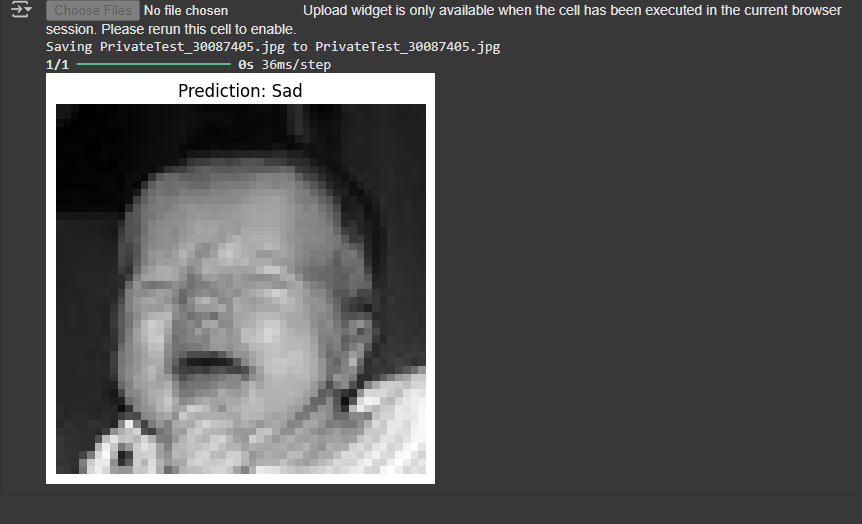 Choose Files No file chosen Upload widget is only available when the cell has been executed in the current browser
session. Please rerun this cell to enable.
Saving PrivateTest_30087405.jpg to PrivateTest_30087405.jpg
1/1 ━━━━━━━━━━━━━━━━━━━━ 0s 36ms/step
Prediction: Sad